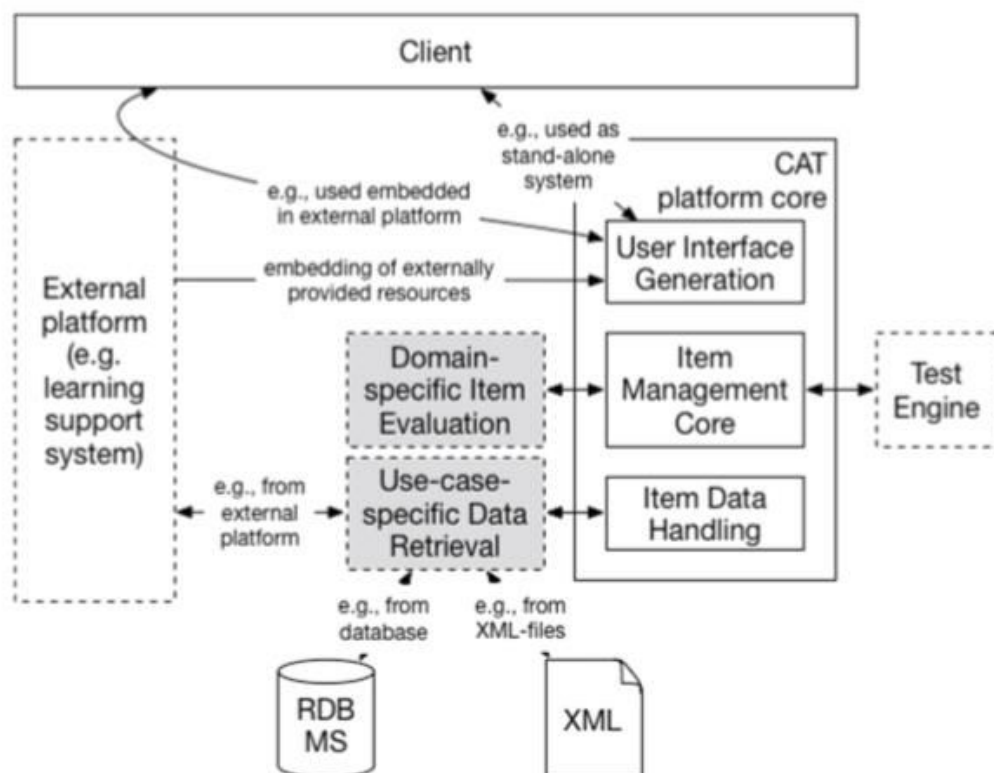 Client
e.g., used as
stand-alone
system
CAT
platform core
e.g., used embedded
in external platform
User Interface
Generation
embedding of externally
provided resources
External
platform
(e.g.
learning
support
system)
Domain-
specific Item
Evaluation
Item
Management
Core
Test
Engine
e.g., from
external
platform
Use-case-
specific Data
Retrieval
Item Data
Handling
e.g., from
database
e.g., from
XML-files
RDB
MS
XML